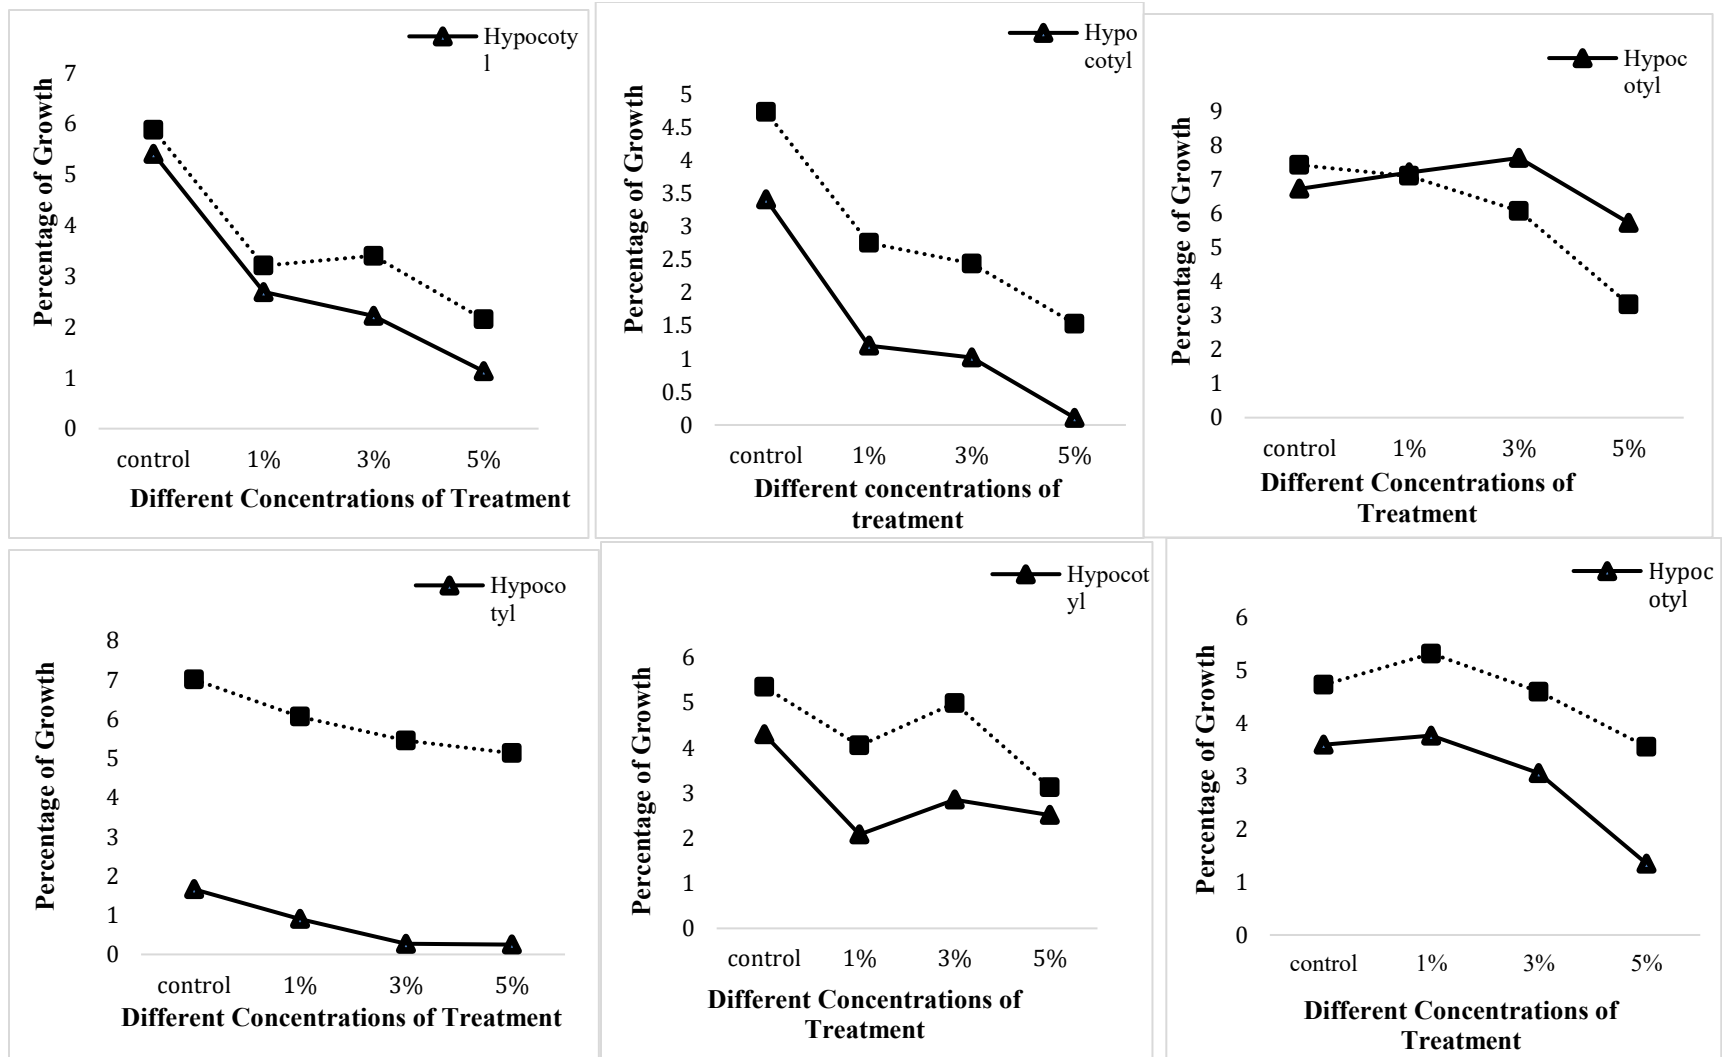 Hypocoty
l
Percentage of Growth
7
6
5
4
3
2
1
0
control 1% 3% 5%
Different Concentrations of Treatment
Hypo
cotyl
Percentage of Growth
5
4.5
4
3.5
3
2.5
2
1.5
1
0.5
0
control 1% 3% 5%
Different concentrations of
treatment
Hypoc
otyl
Percentage of Growth
9
8
7
6
5
4
3
2
1
0
control 1% 3% 5%
Different Concentrations of
Treatment
Hypoco
tyl
Percentage of Growth
8
7
6
5
4
3
2
1
0
control 1% 3% 5%
Different Concentrations of Treatment
Hypocot
yl
Percentage of Growth
6
5
4
3
2
1
0
control 1% 3% 5%
Different Concentrations of
Treatment
Hypoc
otyl
Percentage of Growth
6
5
4
3
2
1
0
control 1% 3% 5%
Different Concentrations of
Treatment